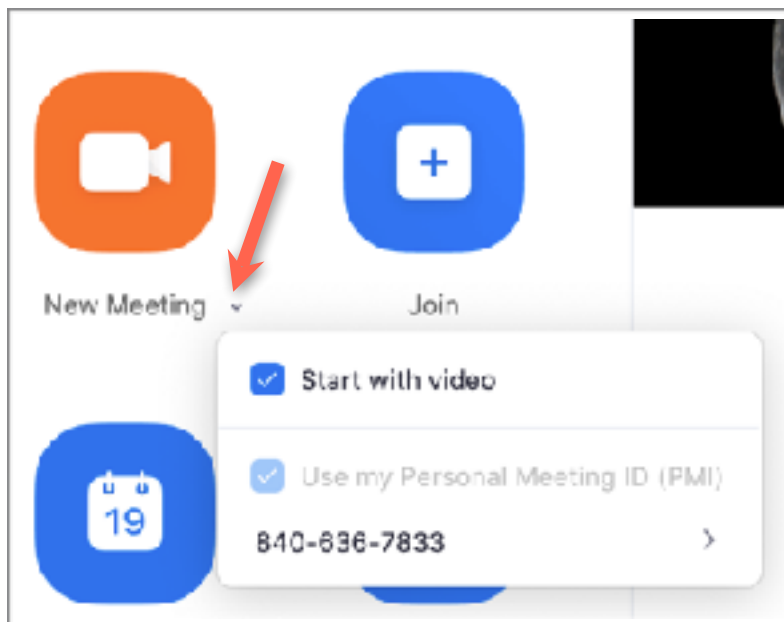 New Meeting
Join
Start with video
Use my Personal Meeting ID (PMI)
19
840-636-7833